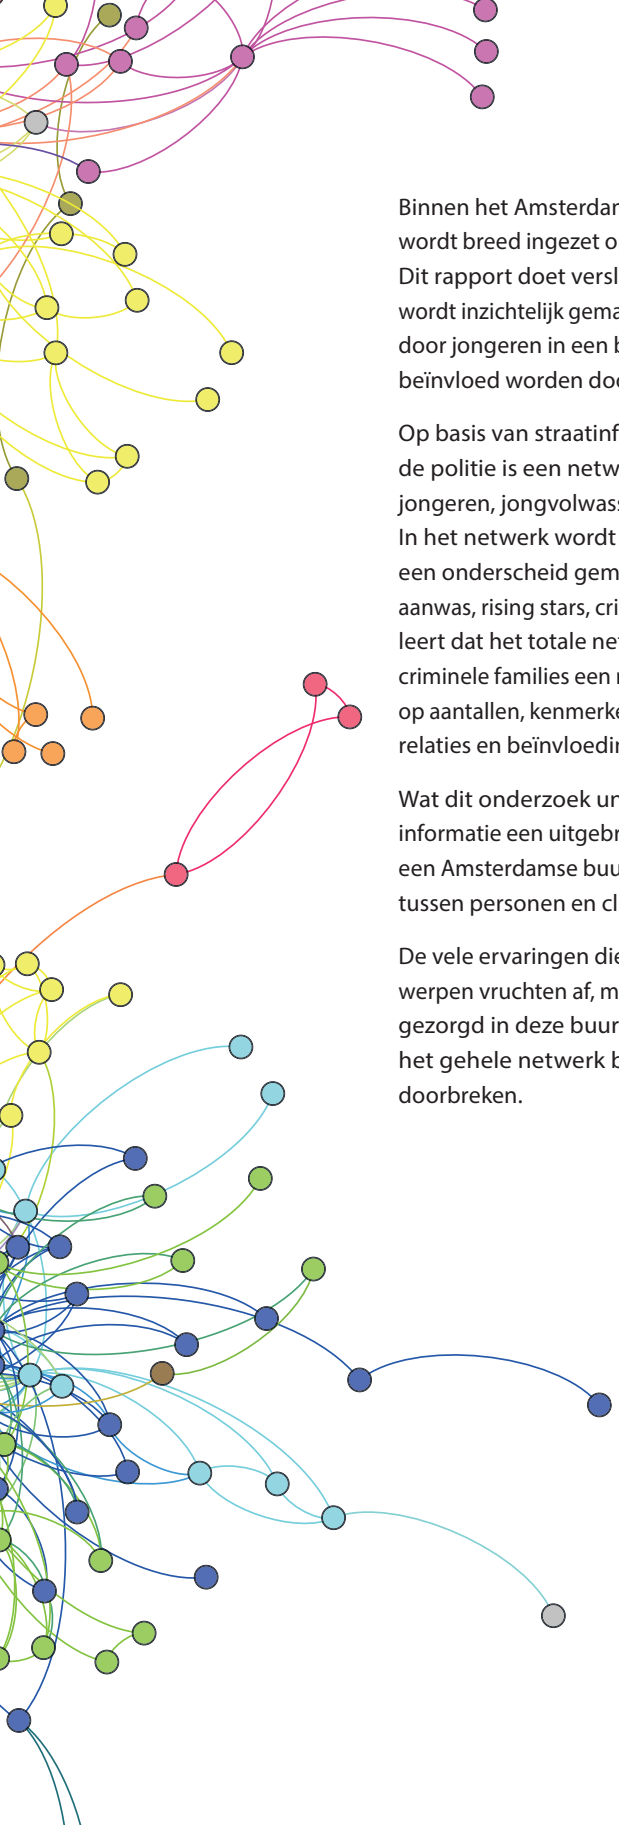 Binnen het Amsterdam
wordt breed ingezet o
Dit rapport doet versl
wordt inzichtelijk gema
door jongeren in een b
beïnvloed worden doo
Op basis van straatinf
de politie is een netw
jongeren, jongvolwass
In het netwerk wordt
een onderscheid gem
aanwas, rising stars, cri
leert dat het totale net
criminele families een r
op aantallen, kenmerke
relaties en beïnvloedin
Wat dit onderzoek un
informatie een uitgebr
een Amsterdamse buu
tussen personen en cl
De vele ervaringen die
werpen vruchten af, m
gezorgd in deze buur
het gehele netwerk b
doorbreken.